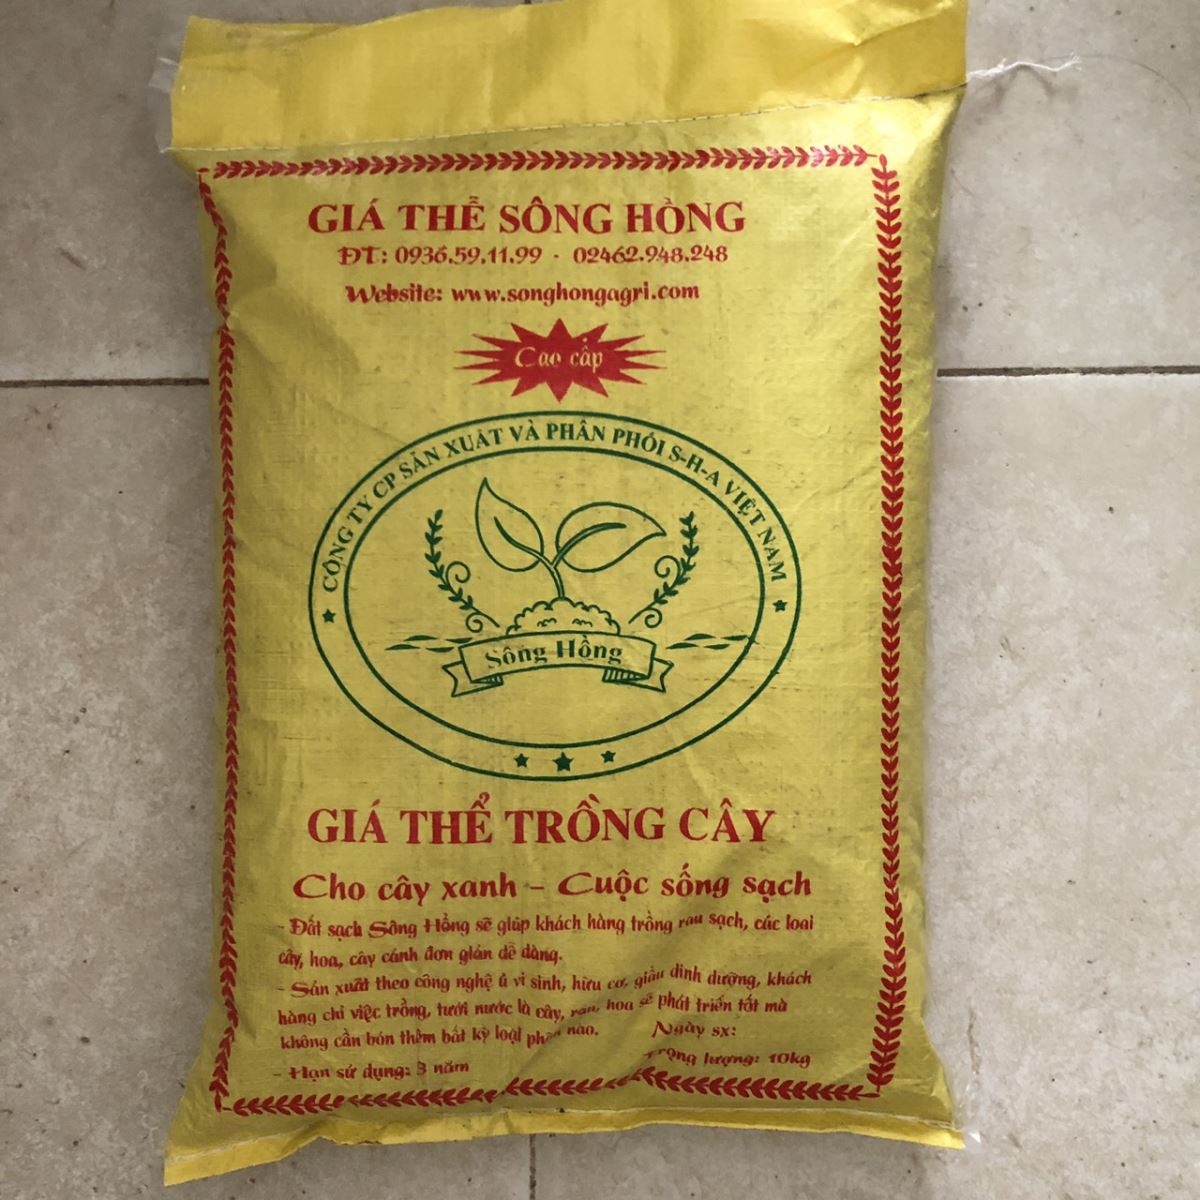 GIÁ THỂ SÔNG HỒNG
ĐT: 0936.59.11.99 - 02462.948.248
Website: www.songhongagri.com
Cao cấp
CÔNG TY CP SẢN XUẤT VÀ PHÂN PHỐI S-H-A VIỆT NAM
Sông Hồng
GIÁ THỂ TRỒNG CÂY
Cho cây xanh - Cuộc sống sạch
- Đất sạch Sông Hồng sẽ giúp khách hàng trồng rau sạch, các loại
cây, hoa, cây cảnh đơn giản dễ dàng.
- Sản xuất theo công nghệ ủ vi sinh, hữu cơ, giầu dinh dưỡng, khách
hàng chỉ việc trồng, tưới nước là cây, rau, hoa sẽ phát triển tốt mà
không cần bón thêm bất kỳ loại phân nào.
Ngày sx:
- Hạn sử dụng: 3 năm
Trọng lượng: 10kg